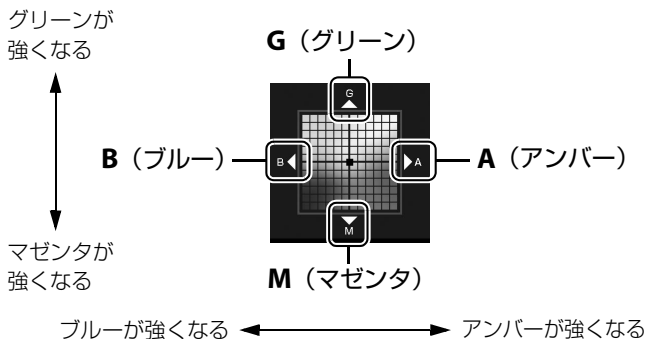 グリーンが
強くなる
G（グリーン）
G
B（ブルー）
B
A
A（アンバー）
M
マゼンタが
強くなる
M（マゼンタ）
ブルーが強くなる
アンバーが強くなる